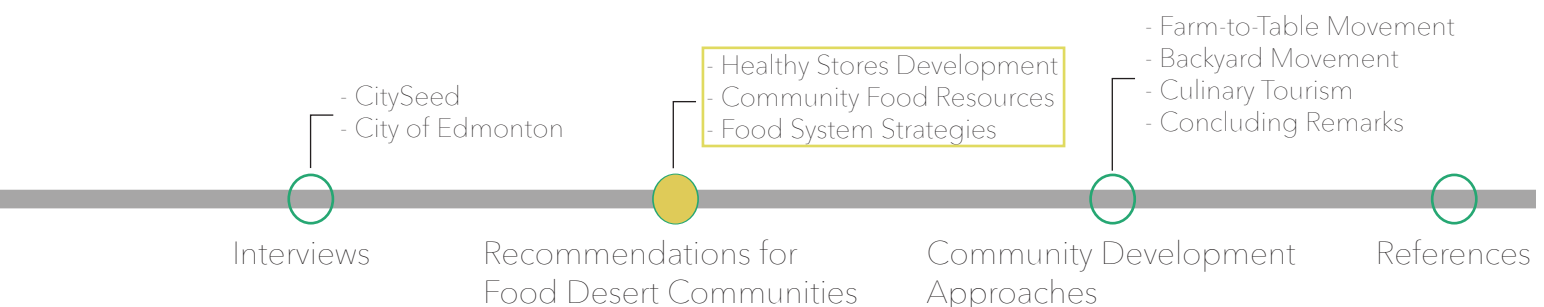 - CitySeed
- City of Edmonton
Interviews
- Healthy Stores Development
- Community Food Resources
- Food System Strategies
Recommendations for
Food Desert Communities
- Farm-to-Table Movement
- Backyard Movement
- Culinary Tourism
- Concluding Remarks
Community Development
Approaches
References